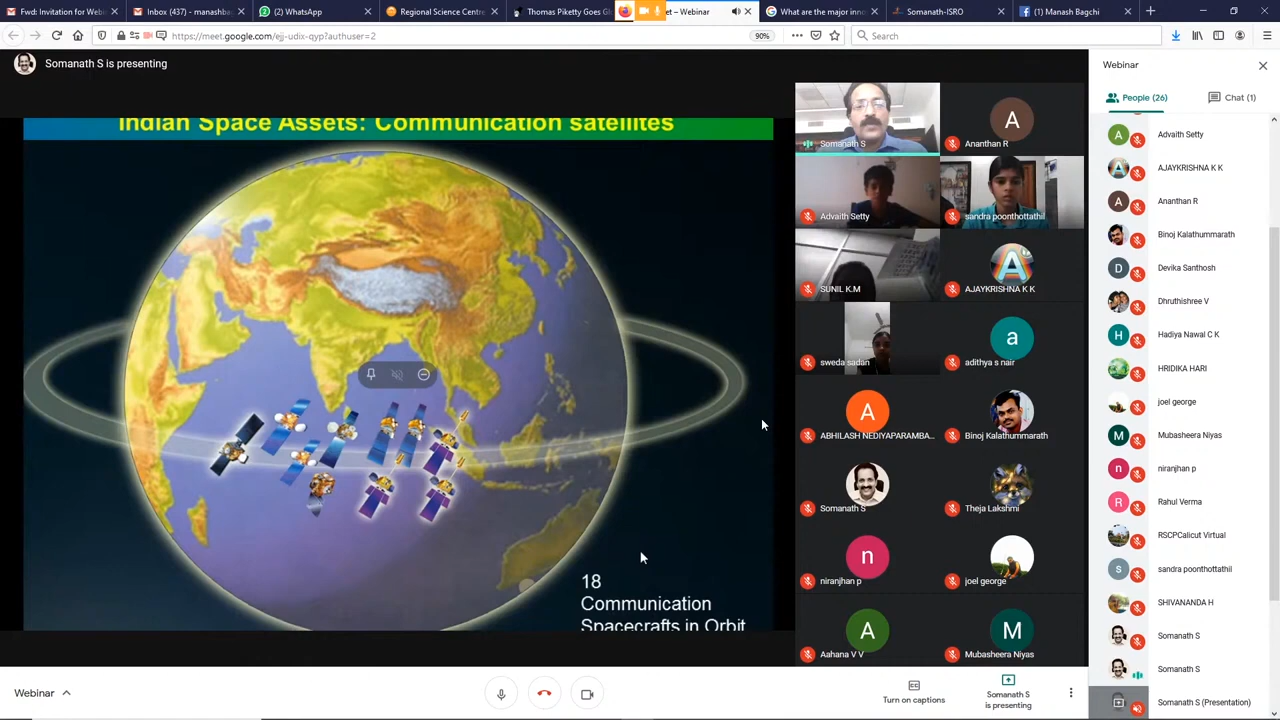 Fwd: Invitation for Webin
Inbox (437) - manashbag
(2) WhatsApp
Regional Science Centre
Thomas Piketty Goes Gl
et – Webinar
What are the major inno
Somanath-ISRO
Manash Bagchi
https://meet.google.com/ejj-udix-qyp?authuser=2
90%
Search
Somanath S is presenting
Indian Space Assets: Communication satellites
18
Communication
Spacecrafts in Orbit
Somanath S
A
Ananthan R
Advaith Setty
sandra poonthottathil
SUNIL K.M
AJAYKRISHNA K K
sweda sadan
a
adithya s nair
A
ABHILASH NEDIYAPARAMBA...
Binoj Kalathummarath
Somanath S
Theja Lakshmi
n
niranjhan p
joel george
A
Aahana V V
M
Mubasheera Niyas
Webinar
People (26)
Chat (1)
A
Advaith Setty
AJAYKRISHNA K K
A
Ananthan R
Binoj Kalathummarath
D
Devika Santhosh
Dhruthishree V
H
Hadiya Nawal C K
HRIDIKA HARI
joel george
M
Mubasheera Niyas
n
niranjhan p
R
Rahul Verma
RSCPCalicut Virtual
s
sandra poonthottathil
SHIVANANDA H
Somanath S
Somanath S
Somanath S (Presentation)
Webinar
Turn on captions
Somanath S
is presenting